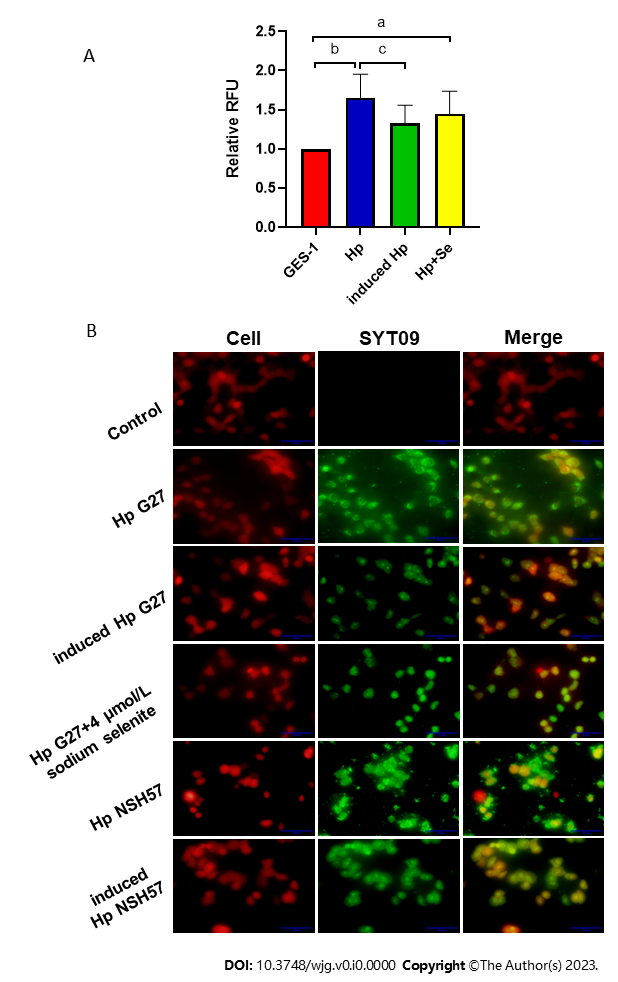 A
Relative RFU
2.5
2.0
1.5
1.0
0.5
0.0
a
b
c
GES-1
Hp
induced Hp
Hp+Se
B
Cell
SYT09
Merge
Control
Hp G27
induced Hp G27
Hp G27+4 μmol/L
sodium selenite
Hp NSH57
induced
Hp NSH57
DOI: 10.3748/wjg.v0.i0.0000 Copyright ©The Author(s) 2023.